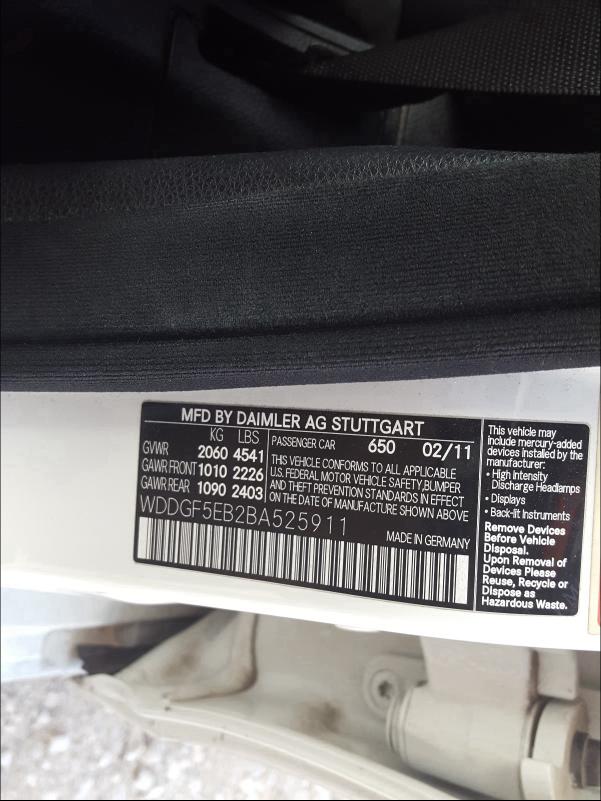 MFD BY DAIMLER AG STUTTGART
KG LBS
GVWR 2060 4541
GAWR FRONT 1010 2226
GAWR REAR 1090 2403
PASSENGER CAR 650 02/11
THIS VEHICLE CONFORMS TO ALL APPLICABLE
U.S. FEDERAL MOTOR VEHICLE SAFETY,BUMPER
AND THEFT PREVENTION STANDARDS IN EFFECT
ON THE DATE OF MANUFACTURE SHOWN ABOVE
WDDGF5EB2BA525911
MADE IN GERMANY
This vehicle may
include mercury-added
devices installed by the
manufacturer:
• High Intensity
Discharge Headlamps
• Displays
• Back-lit Instruments
Remove Devices
Before Vehicle
Disposal.
Upon Removal of
Devices Please
Reuse, Recycle or
Dispose as
Hazardous Waste.